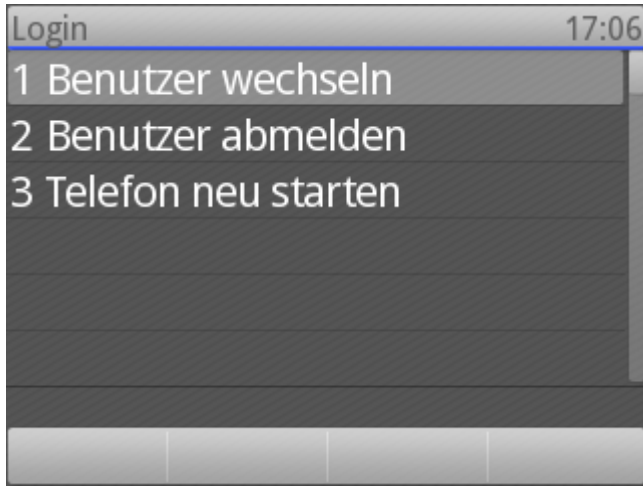 Login 17:06
1 Benutzer wechseln
2 Benutzer abmelden
3 Telefon neu starten